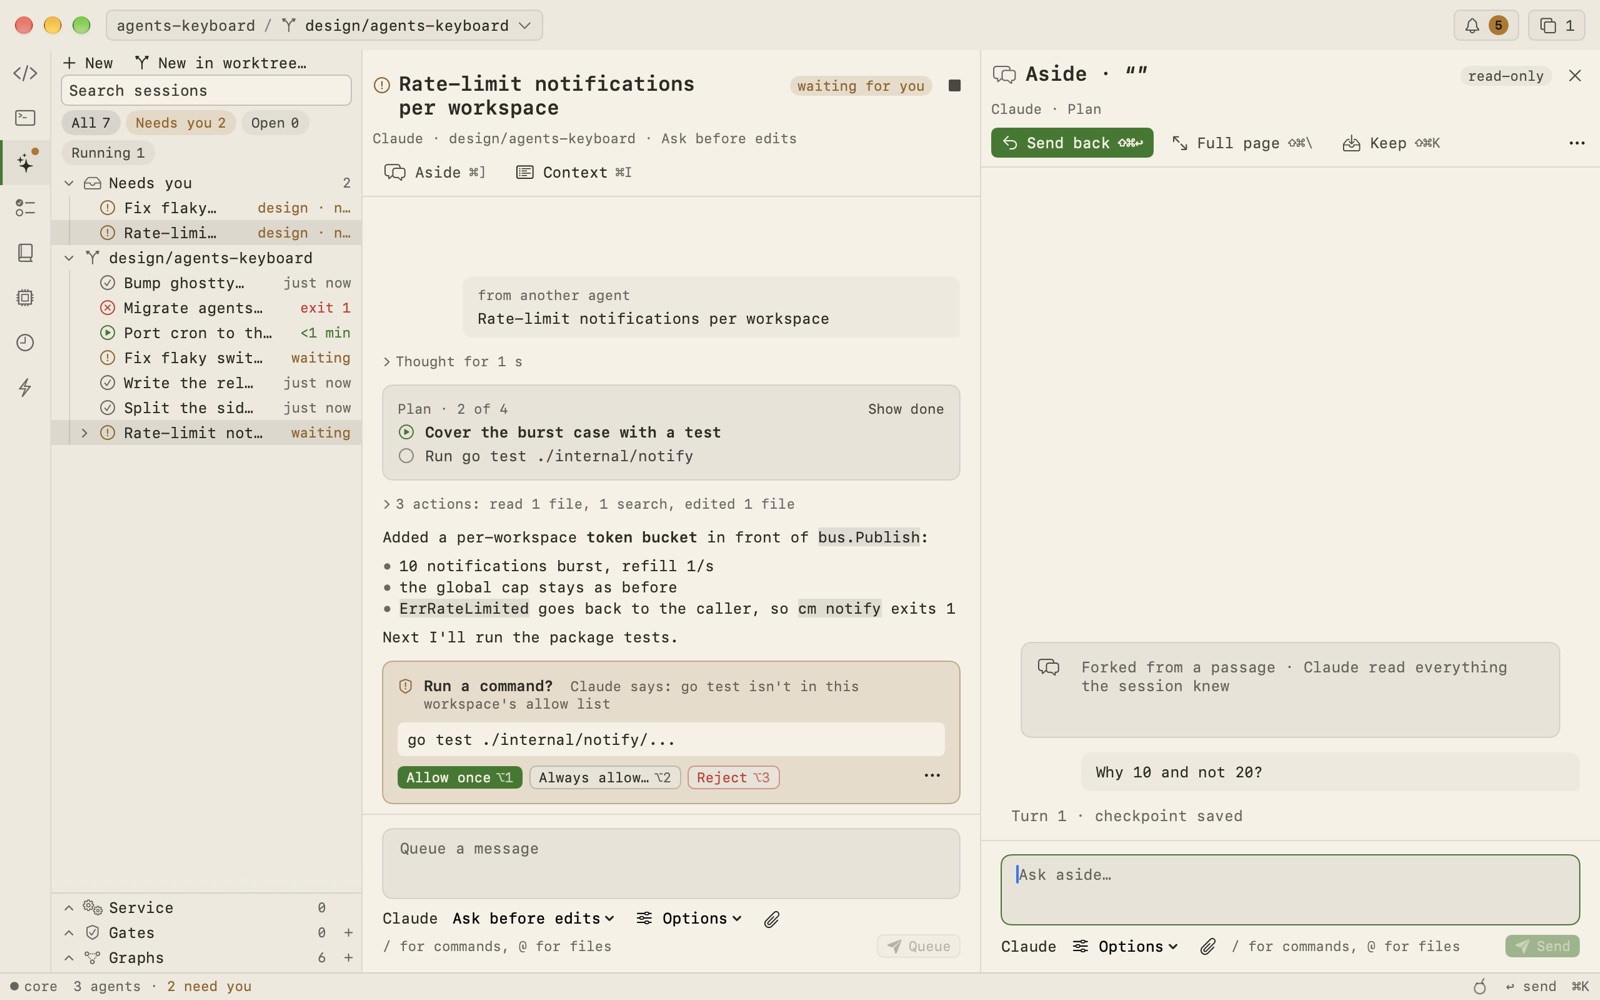 agents-keyboard / design/agents-keyboard
5
1
New New in worktree…
Search sessions
All 7 Needs you 2 Open 0
Running 1
Needs you 2
Fix flaky… design · n…
Rate-limi… design · n…
design/agents-keyboard
Bump ghostty… just now
Migrate agents… exit 1
Port cron to th… <1 min
Fix flaky swit… waiting
Write the rel… just now
Split the sid… just now
Rate-limit not… waiting
Service 0
Gates 0 +
Graphs 6 +
Rate-limit notifications
per workspace
waiting for you
Claude · design/agents-keyboard · Ask before edits
Aside ⌘] Context ⌘I
from another agent
Rate-limit notifications per workspace
Thought for 1 s
Plan · 2 of 4 Show done
Cover the burst case with a test
Run go test ./internal/notify
3 actions: read 1 file, 1 search, edited 1 file
Added a per-workspace token bucket in front of bus.Publish:
• 10 notifications burst, refill 1/s
• the global cap stays as before
• ErrRateLimited goes back to the caller, so cm notify exits 1
Next I'll run the package tests.
Run a command? Claude says: go test isn't in this
workspace's allow list
go test ./internal/notify/...
Allow once ⌥1 Always allow… ⌥2 Reject ⌥3
Queue a message
Claude Ask before edits Options
/ for commands, @ for files
Queue
Aside · “”
read-only
Claude · Plan
Send back ⇧⌘↩ Full page ⇧⌘\ Keep ⇧⌘K
Forked from a passage · Claude read everything
the session knew
Why 10 and not 20?
Turn 1 · checkpoint saved
Ask aside…
Claude Options / for commands, @ for files Send
core 3 agents · 2 need you
↩ send ⌘K